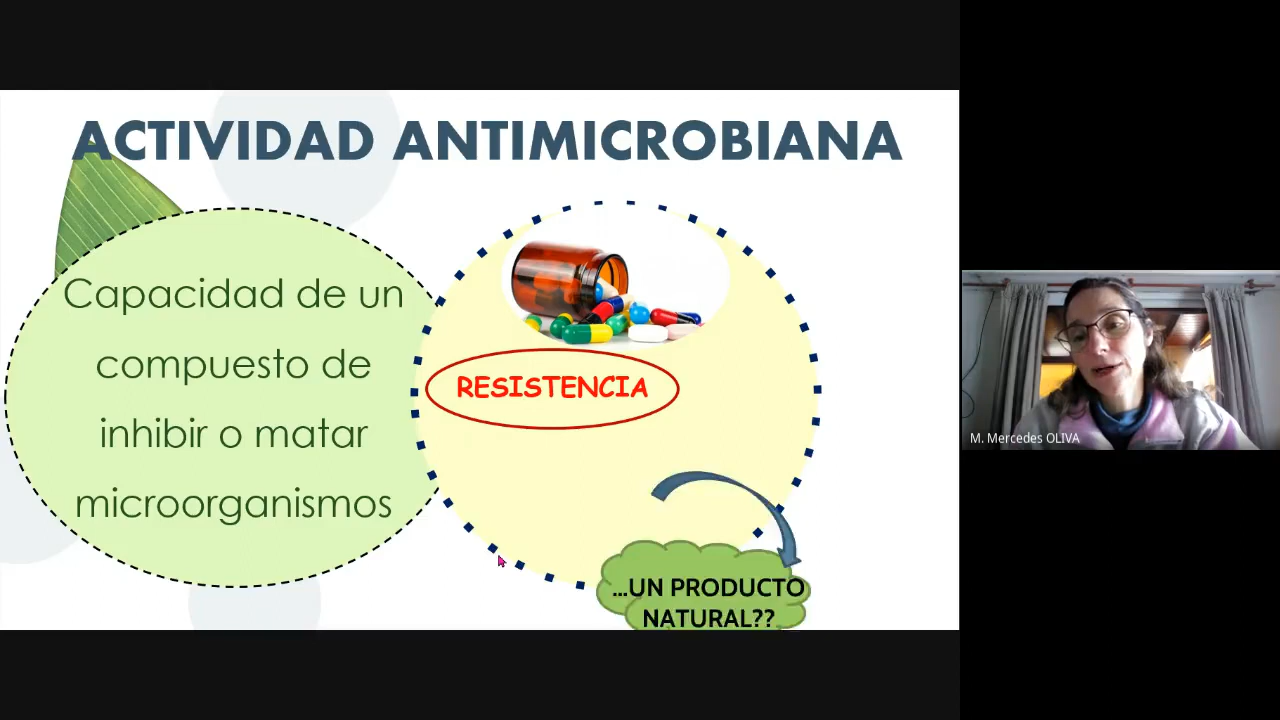 ACTIVIDAD ANTIMICROBIANA
Capacidad de un
compuesto de
inhibir o matar
microorganismos
RESISTENCIA
...UN PRODUCTO
NATURAL??
M. Mercedes OLIVA